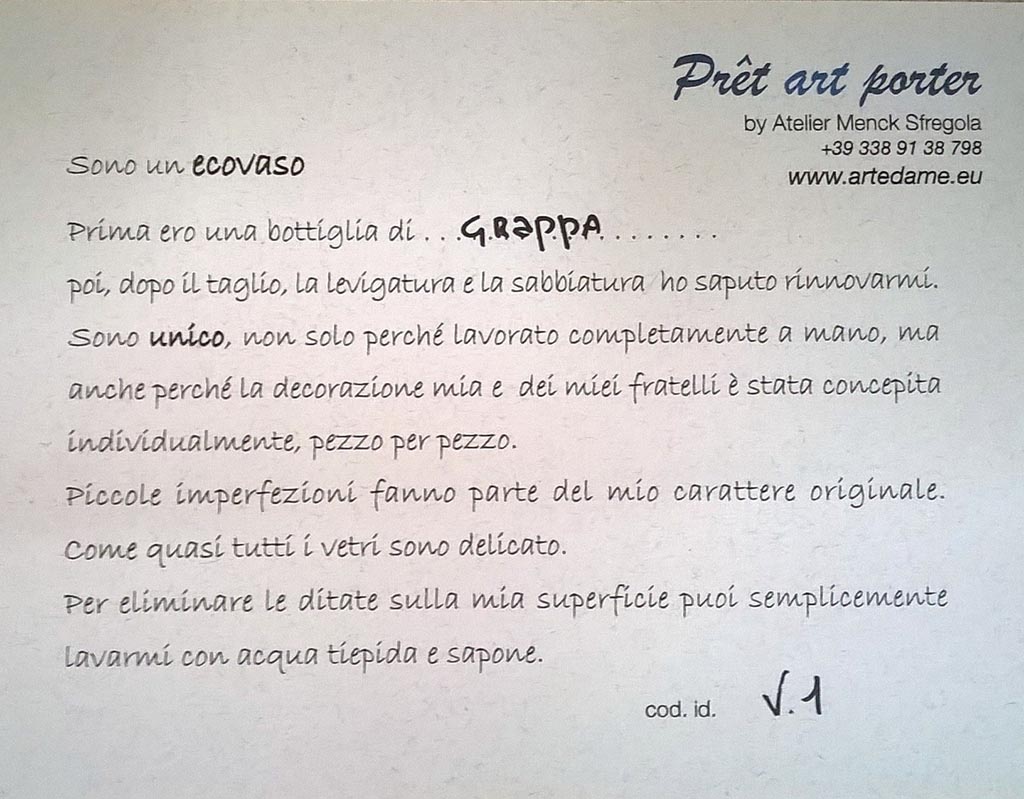 Prêt art porter
by Atelier Menck Sfregola
+39 338 91 38 798
www.artedame.eu
Sono un ecovaso
Prima ero una bottiglia di . . .GRappA. . . . . . . .
poi, dopo il taglio, la levigatura e la sabbiatura ho saputo rinnovarmi.
Sono unico, non solo perché lavorato completamente a mano, ma
anche perché la decorazione mia e dei miei fratelli è stata concepita
individualmente, pezzo per pezzo.
Piccole imperfezioni fanno parte del mio carattere originale.
Come quasi tutti i vetri sono delicato.
Per eliminare le ditate sulla mia superficie puoi semplicemente
lavarmi con acqua tiepida e sapone.
cod. id. V.1